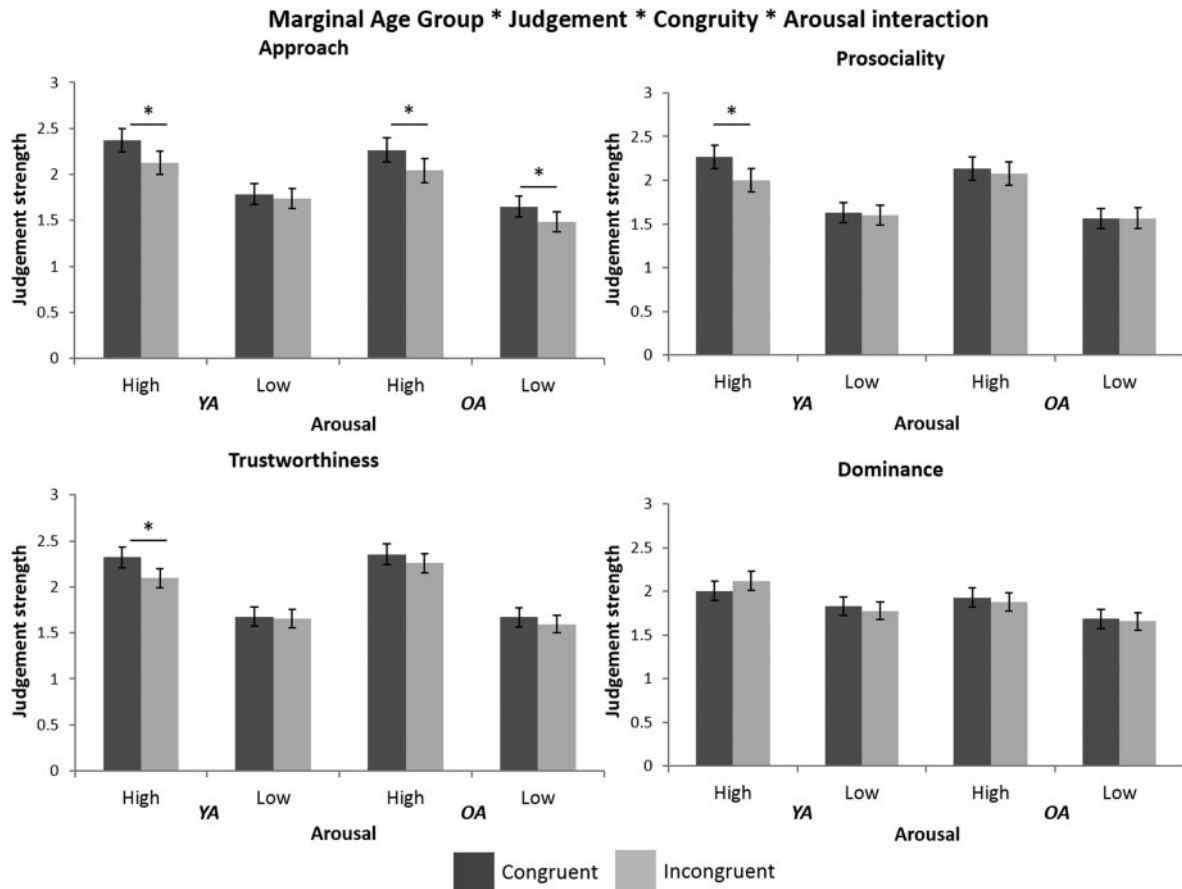 Marginal Age Group * Judgement * Congruity * Arousal interaction
Approach
Judgement strength
3
2.5
2
1.5
1
0.5
0
*
*
*
High
Low
High
Low
YA
OA
Arousal
Prosociality
Judgement strength
3
2.5
2
1.5
1
0.5
0
*
High
Low
High
Low
YA
OA
Arousal
Trustworthiness
Judgement strength
3
2.5
2
1.5
1
0.5
0
*
High
Low
High
Low
YA
OA
Arousal
Dominance
Judgement strength
3
2.5
2
1.5
1
0.5
0
High
Low
High
Low
YA
OA
Arousal
Congruent
Incongruent